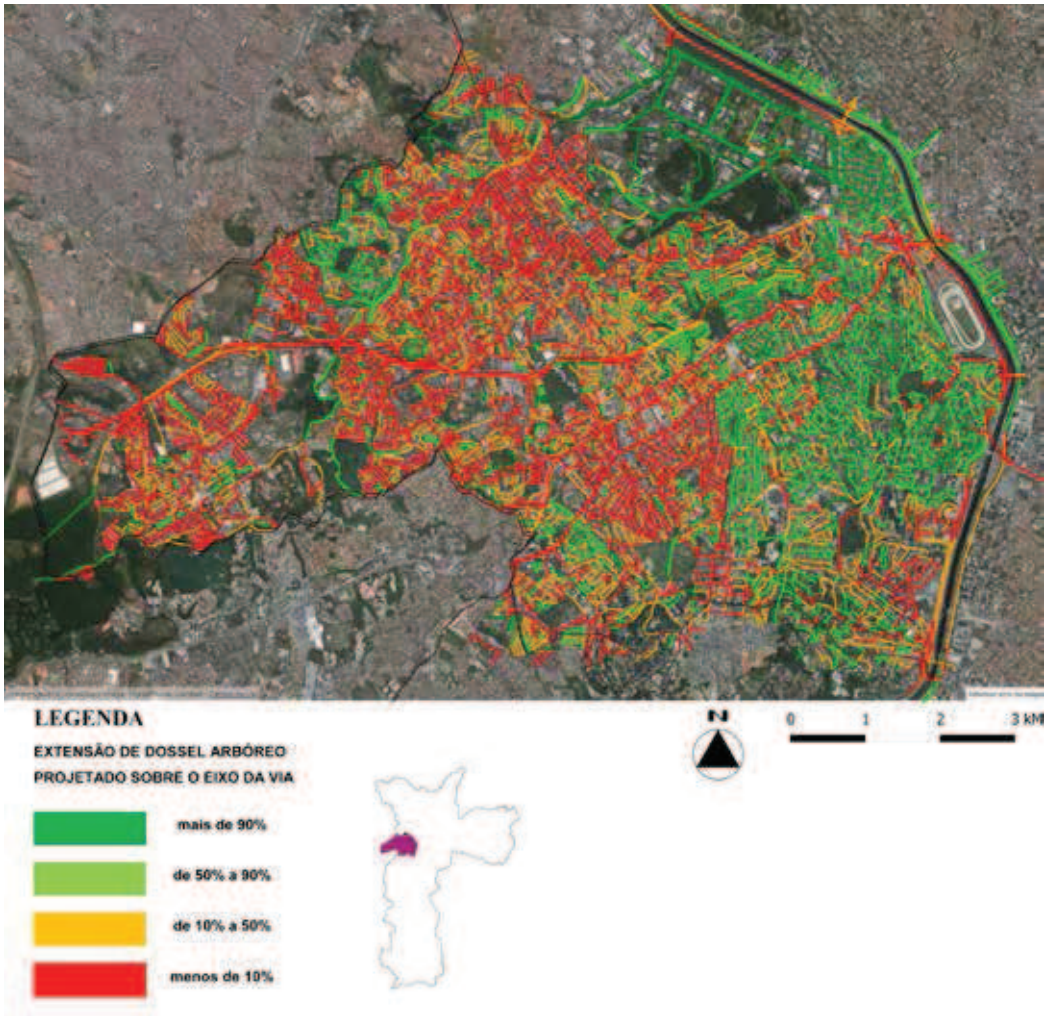 LEGENDA
EXTENSÃO DE DOSSEL ARBÓREO
PROJETADO SOBRE O EIXO DA VIA
mais de 90%
de 50% a 90%
de 10% a 50%
menos de 10%
N
0 1 2 3 kM